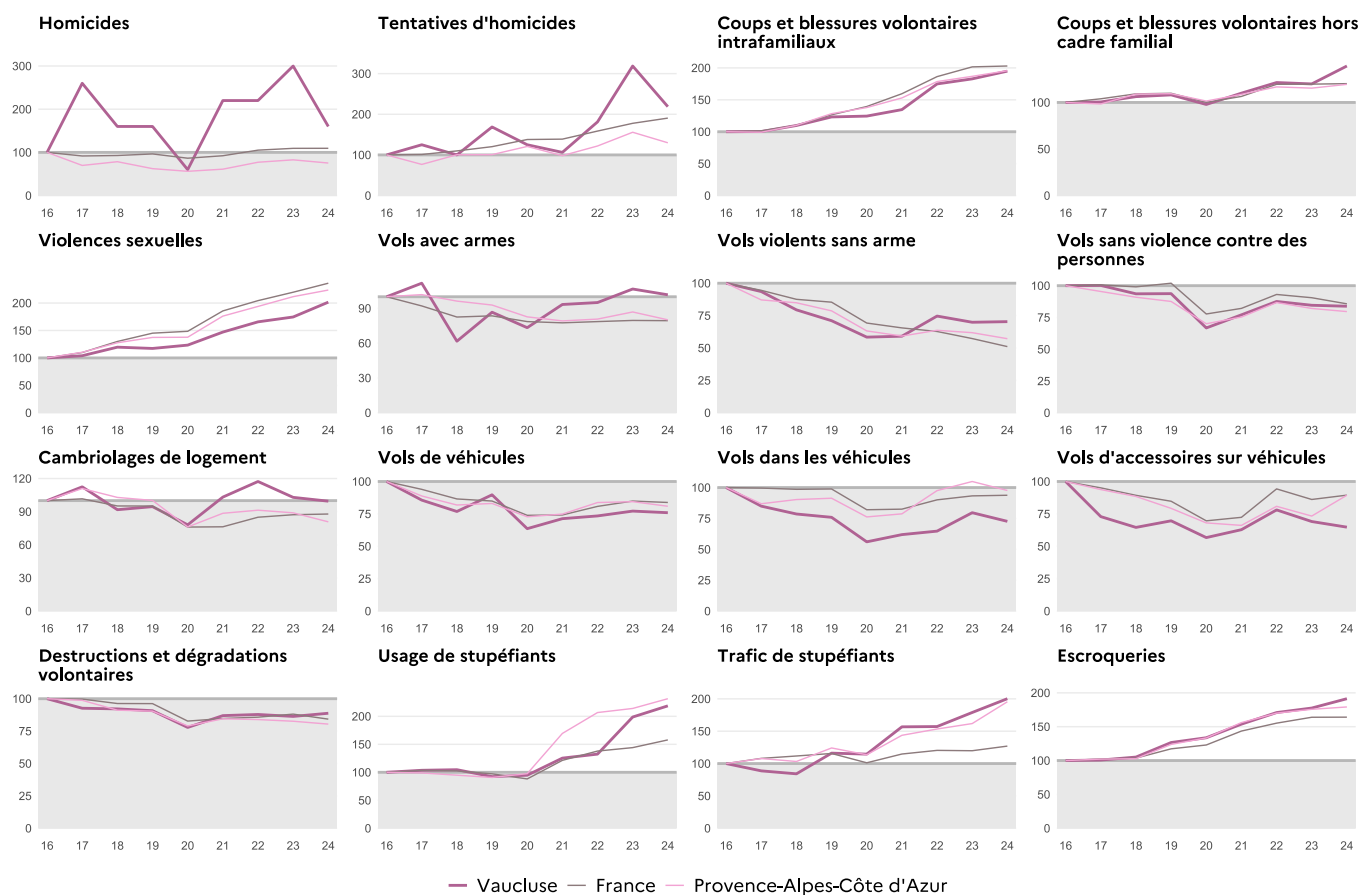 Homicides
300
200
100
0
16 17 18 19 20 21 22 23 24
Tentatives d'homicides
300
200
100
0
16 17 18 19 20 21 22 23 24
Coups et blessures volontaires
intrafamiliaux
200
150
100
50
0
16 17 18 19 20 21 22 23 24
Coups et blessures volontaires hors
cadre familial
100
50
0
16 17 18 19 20 21 22 23 24
Violences sexuelles
200
150
100
50
0
16 17 18 19 20 21 22 23 24
Vols avec armes
90
60
30
0
16 17 18 19 20 21 22 23 24
Vols violents sans arme
100
75
50
25
0
16 17 18 19 20 21 22 23 24
Vols sans violence contre des
personnes
100
75
50
25
0
16 17 18 19 20 21 22 23 24
Cambriolages de logement
120
90
60
30
0
16 17 18 19 20 21 22 23 24
Vols de véhicules
100
75
50
25
0
16 17 18 19 20 21 22 23 24
Vols dans les véhicules
100
75
50
25
0
16 17 18 19 20 21 22 23 24
Vols d'accessoires sur véhicules
100
75
50
25
0
16 17 18 19 20 21 22 23 24
Destructions et dégradations
volontaires
100
75
50
25
0
16 17 18 19 20 21 22 23 24
Usage de stupéfiants
200
150
100
50
0
16 17 18 19 20 21 22 23 24
Trafic de stupéfiants
200
150
100
50
0
16 17 18 19 20 21 22 23 24
Escroqueries
200
150
100
50
0
16 17 18 19 20 21 22 23 24
Vaucluse France Provence-Alpes-Côte d'Azur